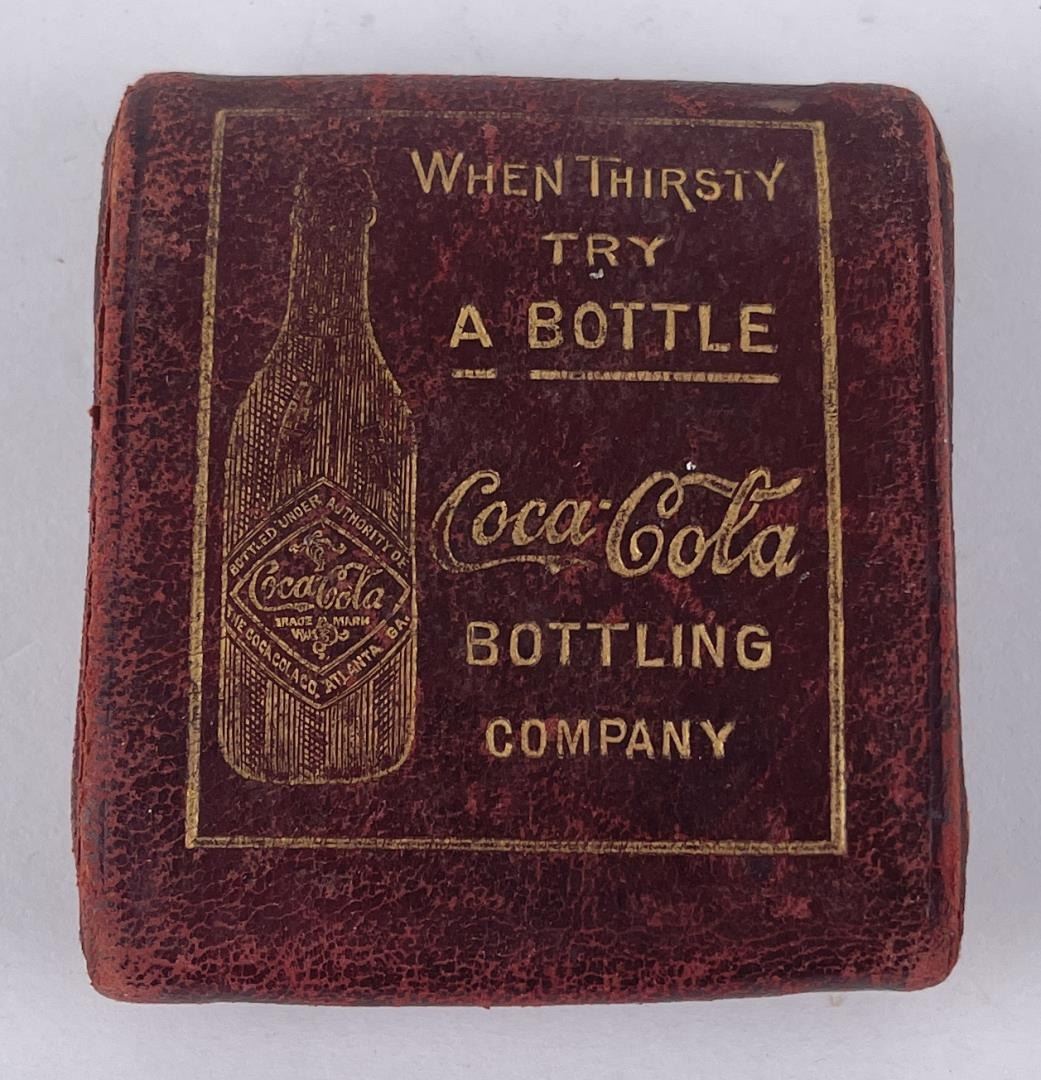 WHEN THIRSTY
TRY
A BOTTLE
Coca-Cola
BOTTLING
COMPANY
BOTTLED UNDER AUTHORITY OF
Coca-Cola
TRADE MARK
THE COCA COLA CO. ATLANTA GA.